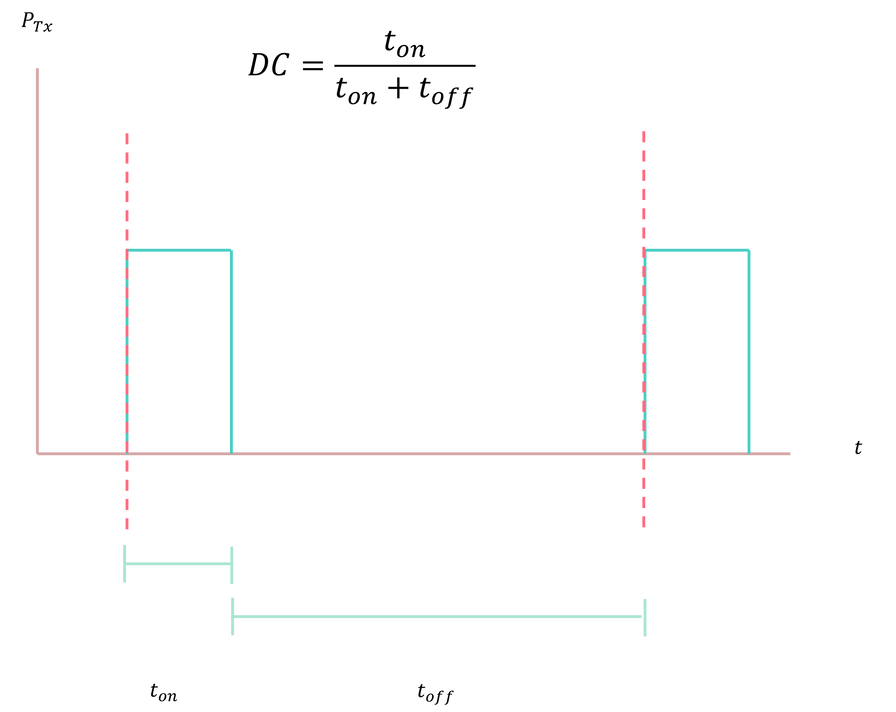 P_Tx
DC = t_on / (t_on + t_off)
t
t_on
t_off